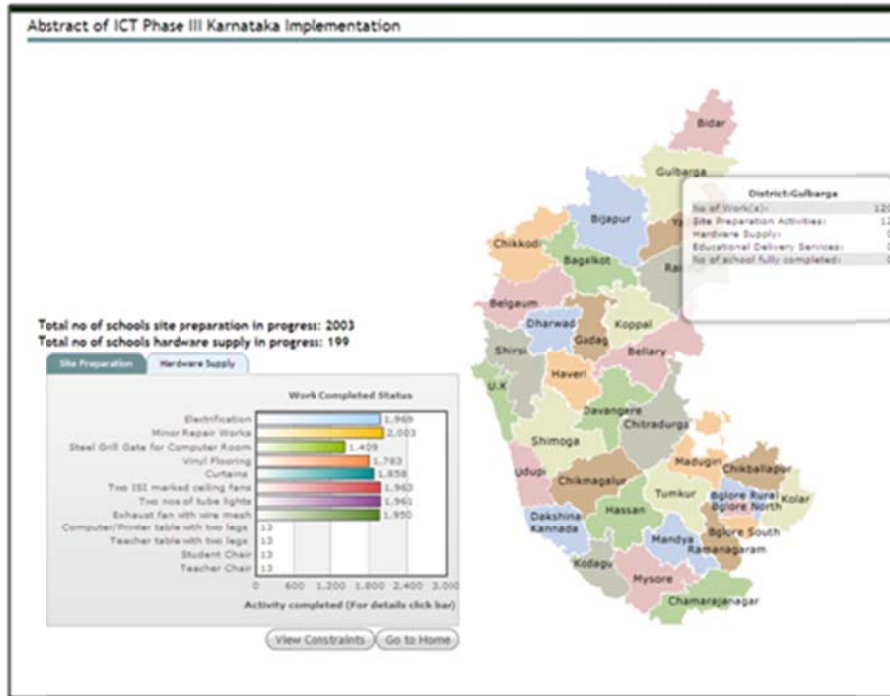 Abstract of ICT Phase III Karnataka Implementation
Bidar
Gulbarga
District:Gulbarga
No of Work(s):
Site Preparation Activities:
Hardware Supply:
Educational Delivery Services:
No of school fully completed:
Bijapur
Chikkodi
Bagalkot
Belgaum
Dharwad
Gadag
Koppal
Shirsi
Bellary
Haveri
U.K
Davangere
Chitradurga
Shimoga
Madugiri
Chikballapur
Udupi
Chikmagalur
Tumkur
Bglore Rural
Bglore North
Kolar
Hassan
Dakshina
Kannada
Mandya
Bglore South
Ramanagaram
Kodagu
Mysore
Chamarajanagar
Total no of schools site preparation in progress: 2003
Total no of schools hardware supply in progress: 199
Site Preparation Hardware Supply
Work Completed Status
Electrification 1,969
Minor Repair Works 2,003
Steel Grill Gate for Computer Room 1,409
Vinyl Flooring 1,783
Curtains 1,858
Two ISI marked ceiling fans 1,963
Two nos of tube lights 1,961
Exhaust fan with wire mesh 1,950
Computer/Printer table with two legs 13
Teacher table with two legs 13
Student Chair 13
Teacher Chair 13
0 600 1,200 1,800 2,400 3,000
Activity completed (For details click bar)
View Constraints Go to Home